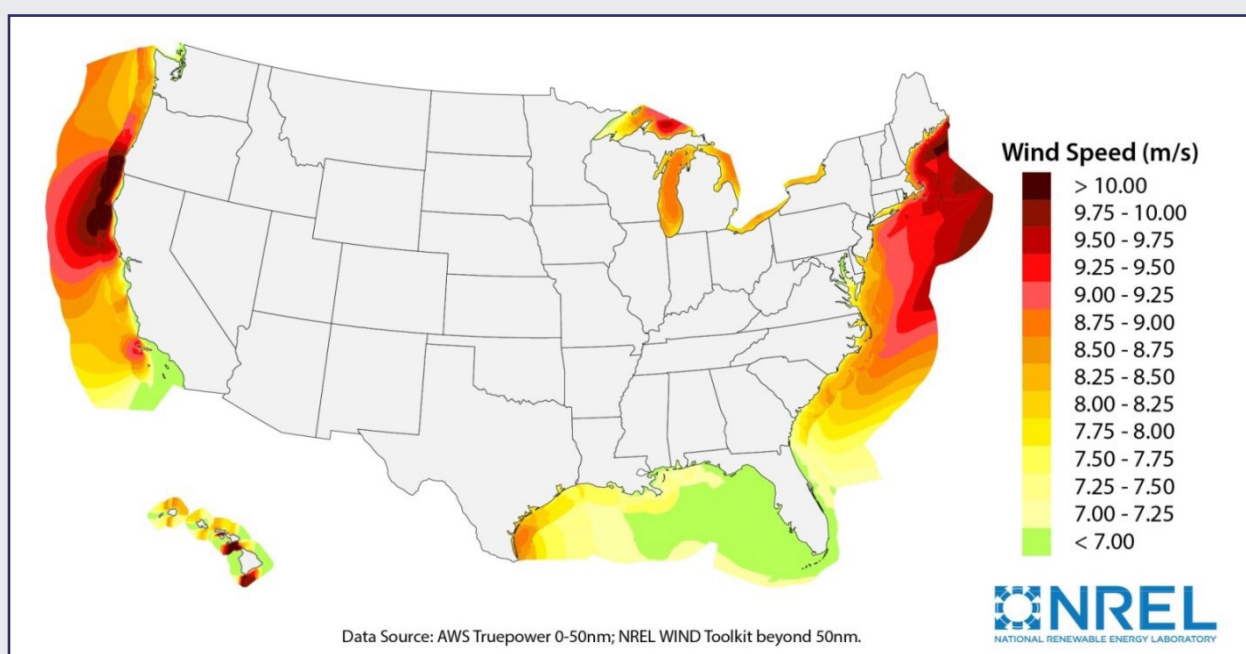 Wind Speed (m/s)
> 10.00
9.75 - 10.00
9.50 - 9.75
9.25 - 9.50
9.00 - 9.25
8.75 - 9.00
8.50 - 8.75
8.25 - 8.50
8.00 - 8.25
7.75 - 8.00
7.50 - 7.75
7.25 - 7.50
7.00 - 7.25
< 7.00
NREL
NATIONAL RENEWABLE ENERGY LABORATORY
Data Source: AWS Truepower 0-50nm; NREL WIND Toolkit beyond 50nm.